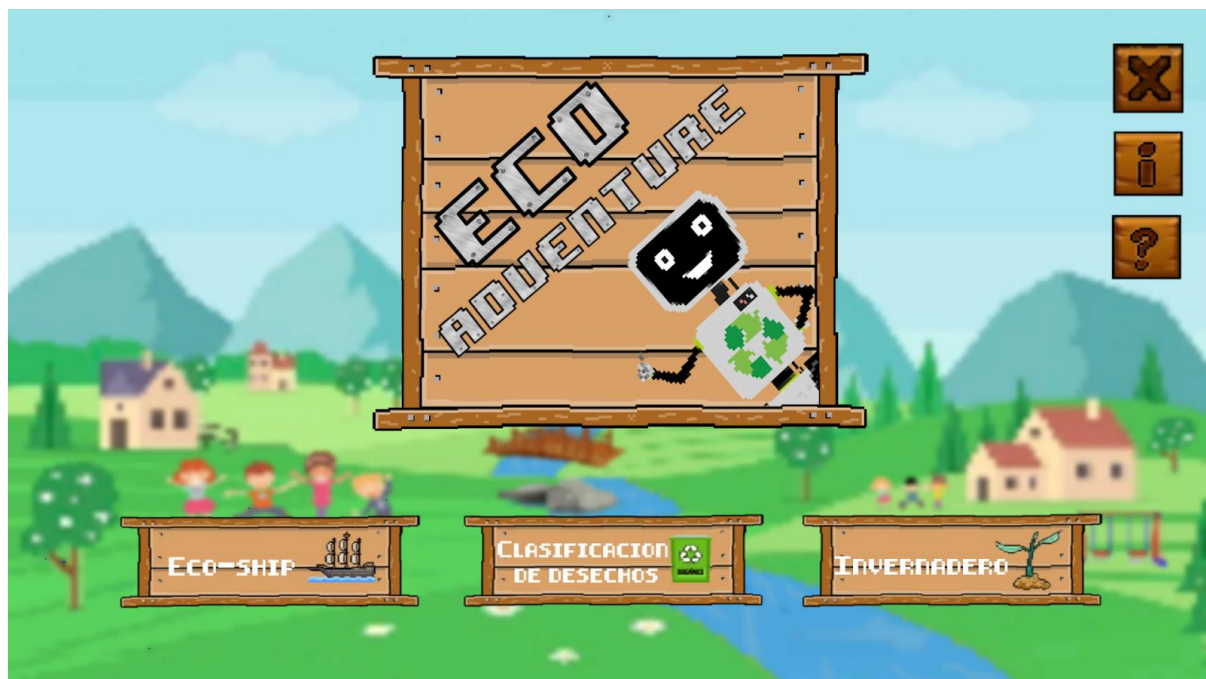 ECO
ADVENTURE
i
?
ECO-SHIP
CLASIFICACION
DE DESECHOS
INVERNADERO